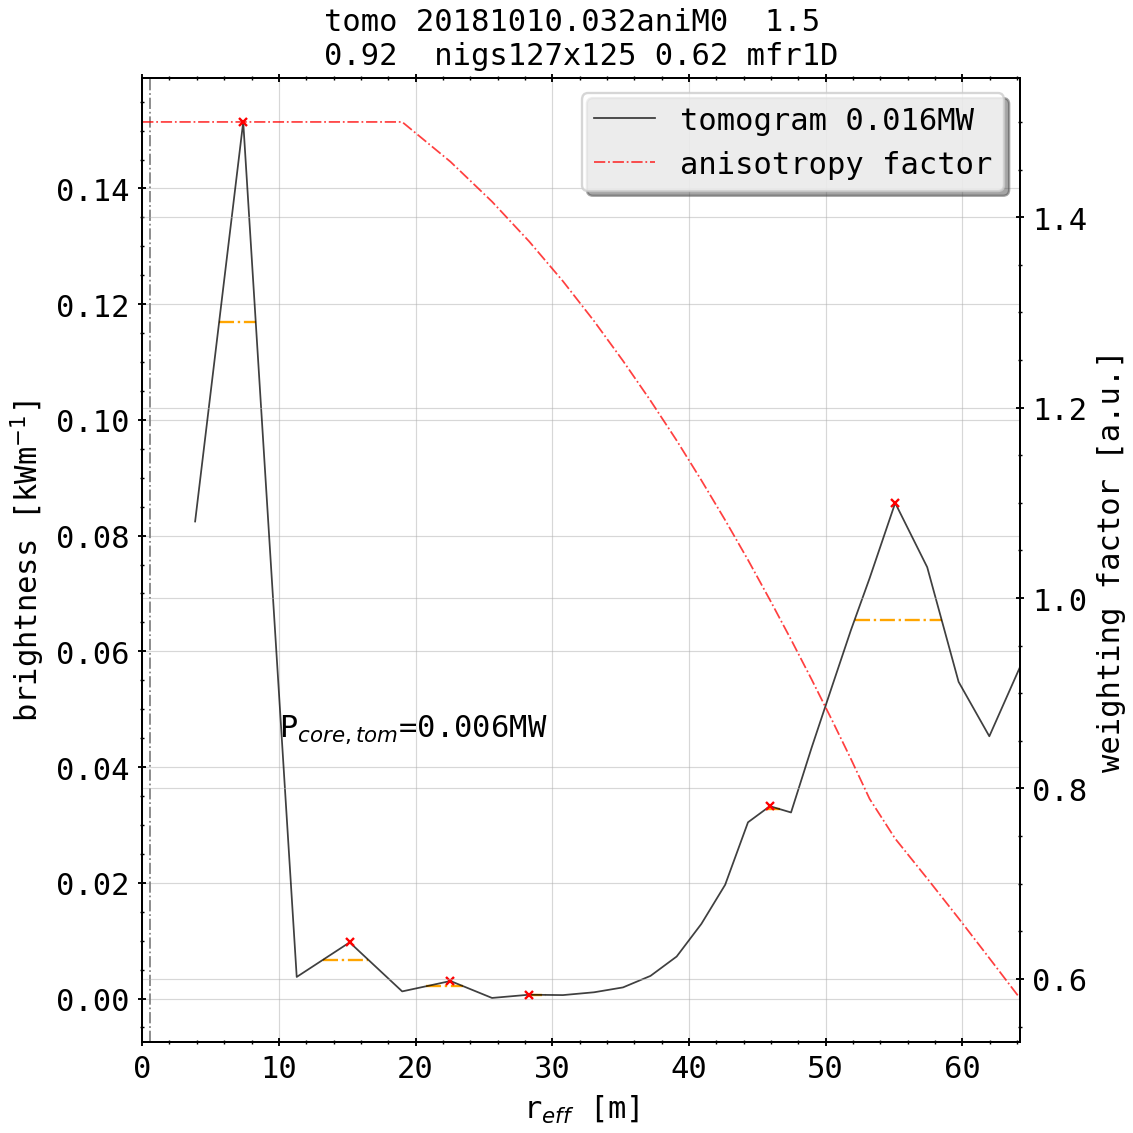 tomo 20181010.032aniM0  1.5
0.92  nigs127x125 0.62 mfr1D
tomogram 0.016MW
anisotropy factor
brightness [kWm⁻¹]
0.14
0.12
0.10
0.08
0.06
0.04
0.02
0.00
P_core,tom=0.006MW
1.4
1.2
1.0
0.8
0.6
weighting factor [a.u.]
0 10 20 30 40 50 60
r_eff [m]